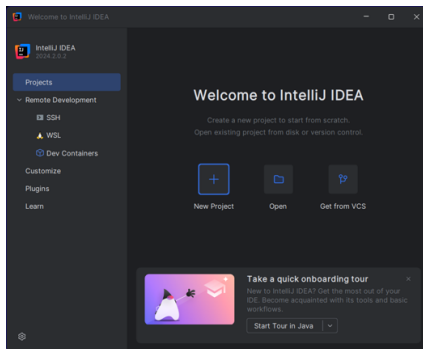 Welcome to IntelliJ IDEA
IntelliJ IDEA
2024.2.0.2
Projects
Remote Development
SSH
WSL
Dev Containers
Customize
Plugins
Learn
Welcome to IntelliJ IDEA
Create a new project to start from scratch.
Open existing project from disk or version control.
New Project
Open
Get from VCS
Take a quick onboarding tour
New to IntelliJ IDEA? Get the most out of your
IDE. Become acquainted with its tools and basic
workflows.
Start Tour in Java